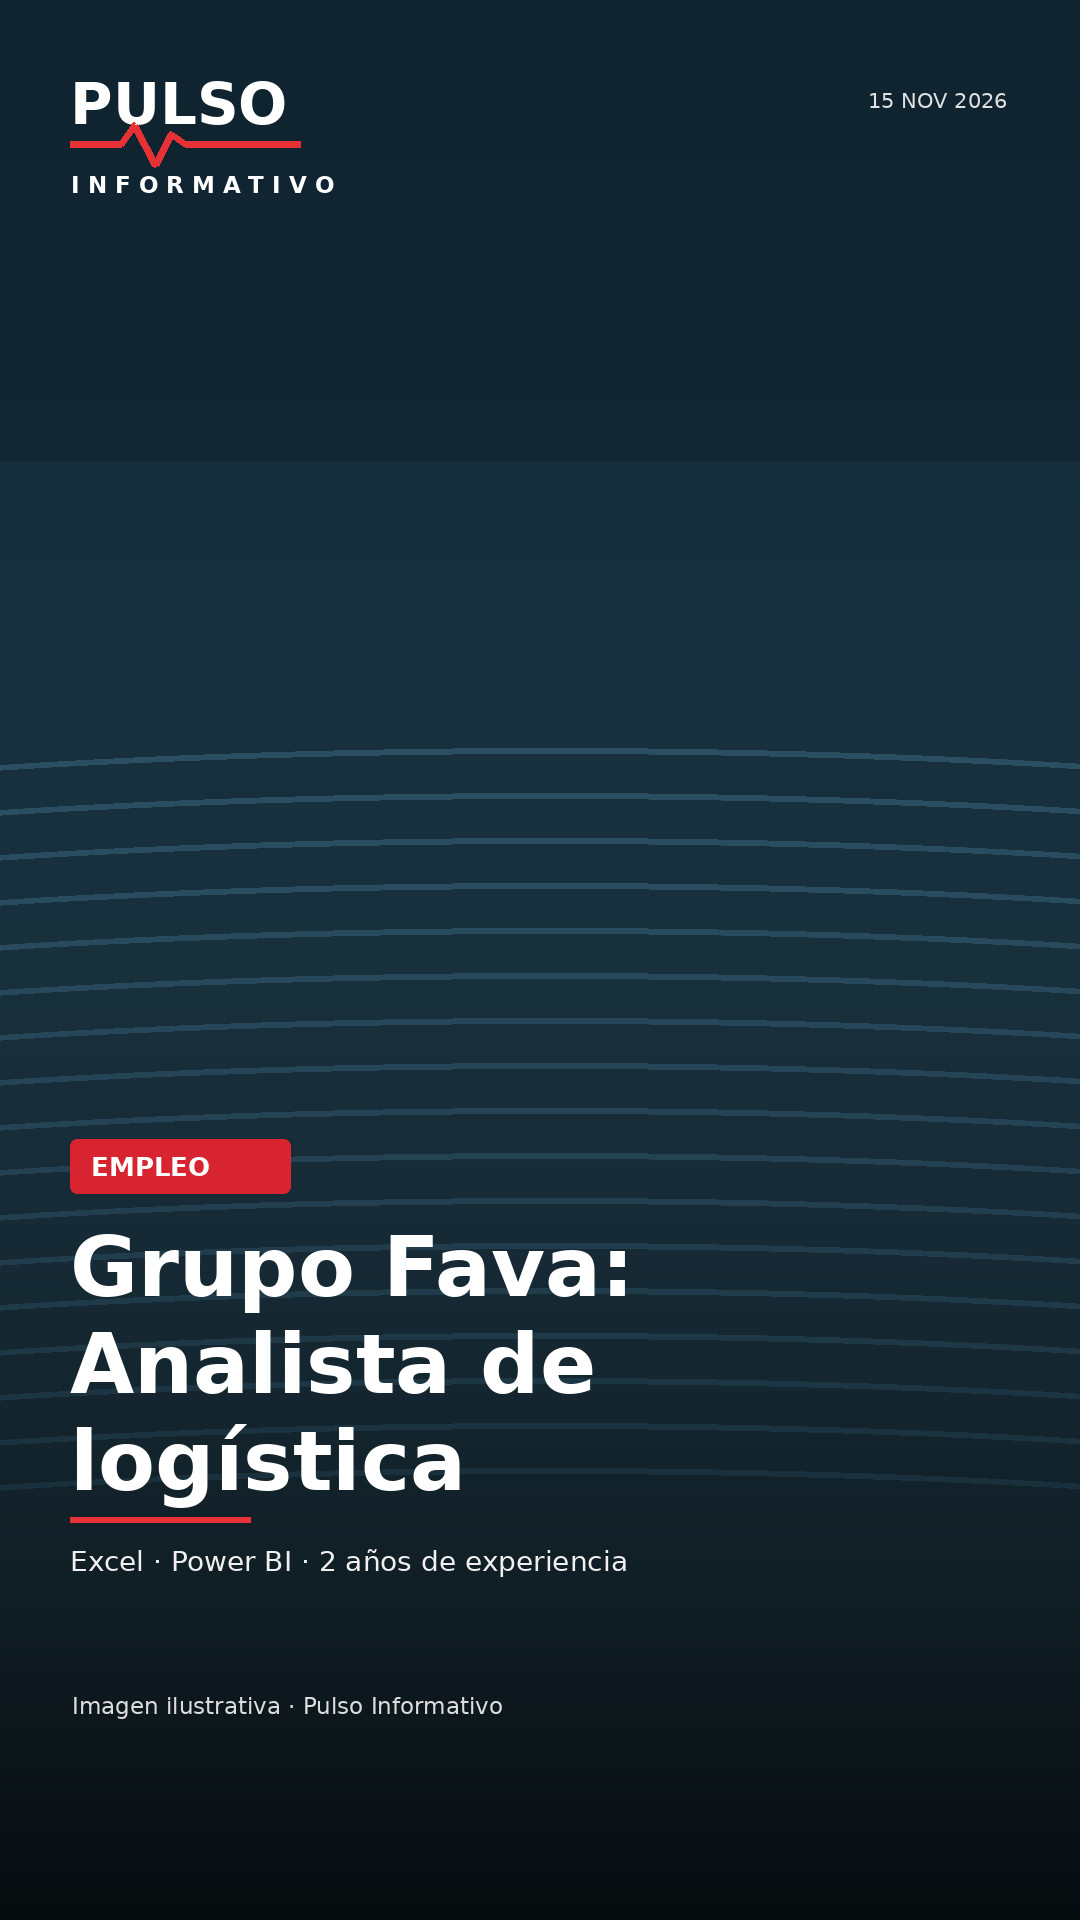 PULSO
INFORMATIVO
15 NOV 2026
EMPLEO
Grupo Fava:
Analista de
logística
Excel · Power BI · 2 años de experiencia
Imagen ilustrativa · Pulso Informativo